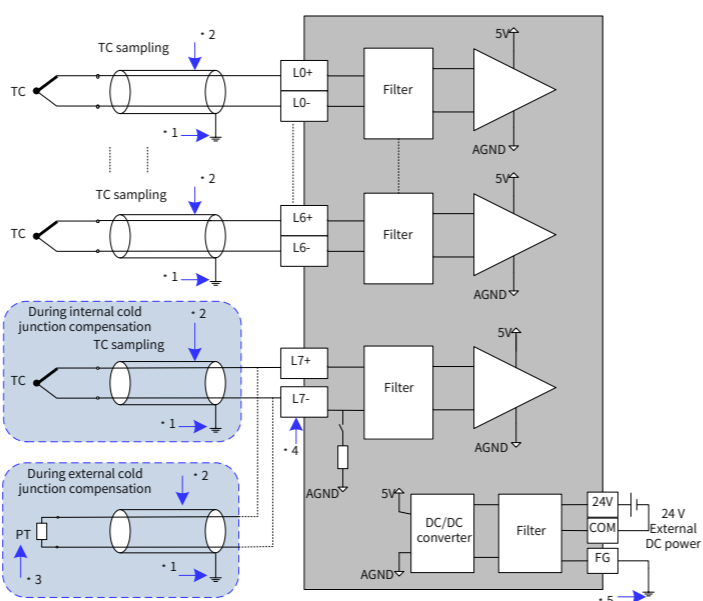 TC sampling
* 2
5V
TC
L0+
L0-
Filter
* 1
AGND
TC sampling
* 2
5V
TC
L6+
L6-
Filter
* 1
AGND
During internal cold
junction compensation
* 2
TC sampling
5V
TC
L7+
L7-
Filter
* 1
* 4
AGND
AGND
During external cold
junction compensation
* 2
PT
* 3
* 1
5V
DC/DC
converter
AGND
Filter
24V
COM
FG
24 V
External
DC power
* 5